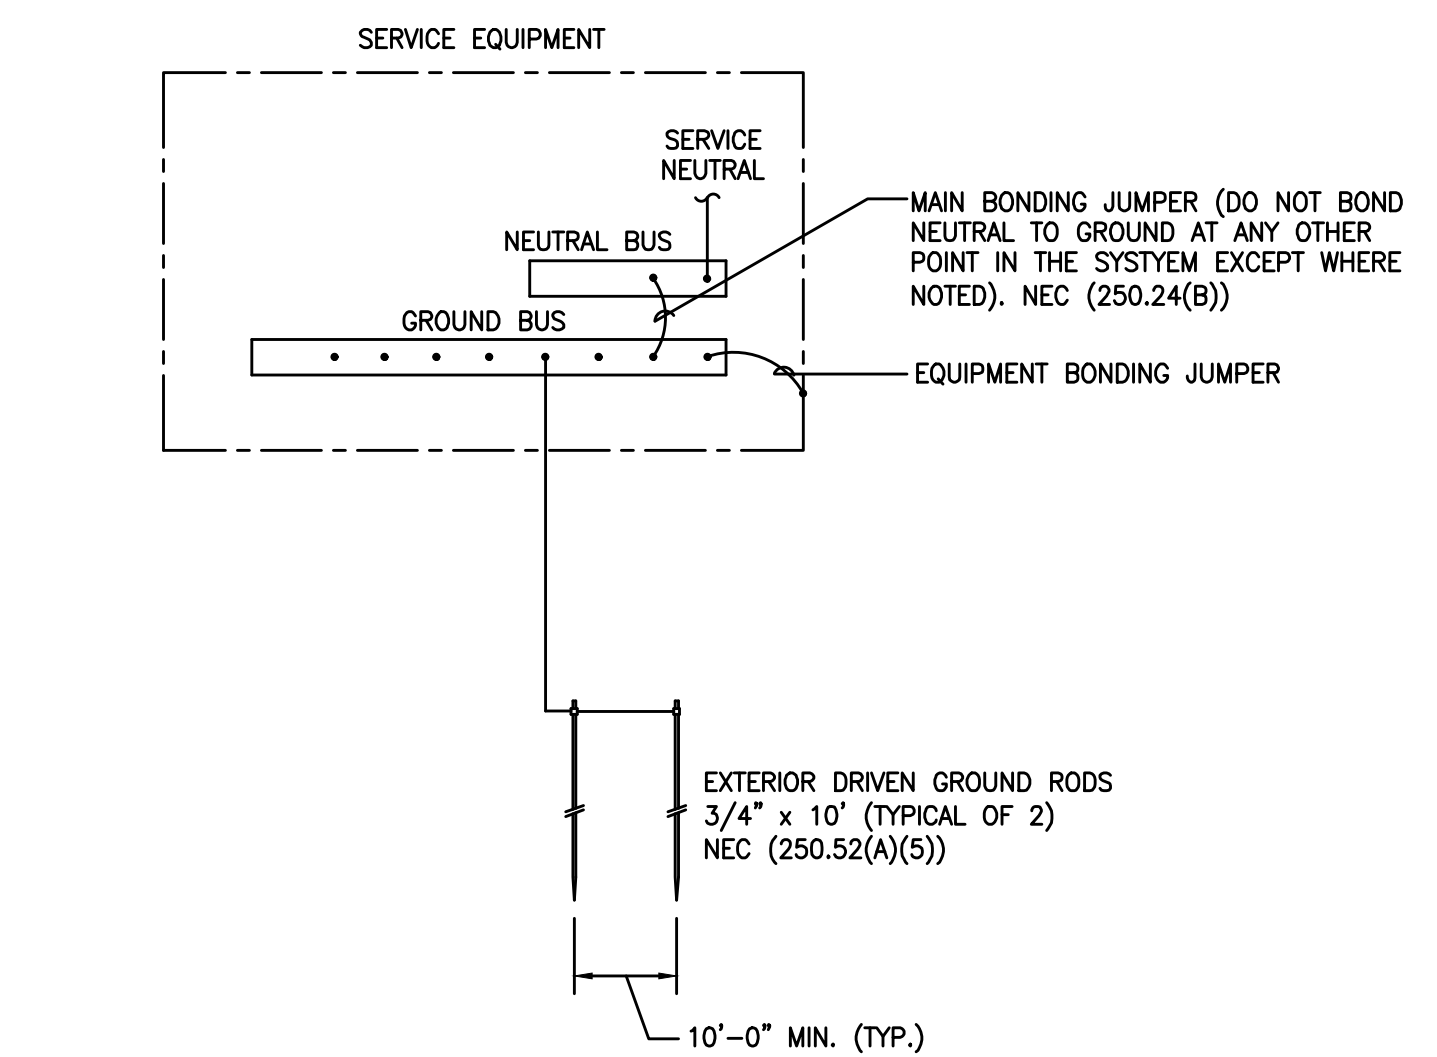 SERVICE EQUIPMENT
SERVICE
NEUTRAL
NEUTRAL BUS
GROUND BUS
MAIN BONDING JUMPER (DO NOT BOND
NEUTRAL TO GROUND AT ANY OTHER
POINT IN THE SYSTYEM EXCEPT WHERE
NOTED). NEC (250.24(B))
EQUIPMENT BONDING JUMPER
EXTERIOR DRIVEN GROUND RODS
3/4" x 10' (TYPICAL OF 2)
NEC (250.52(A)(5))
10'-0" MIN. (TYP.)